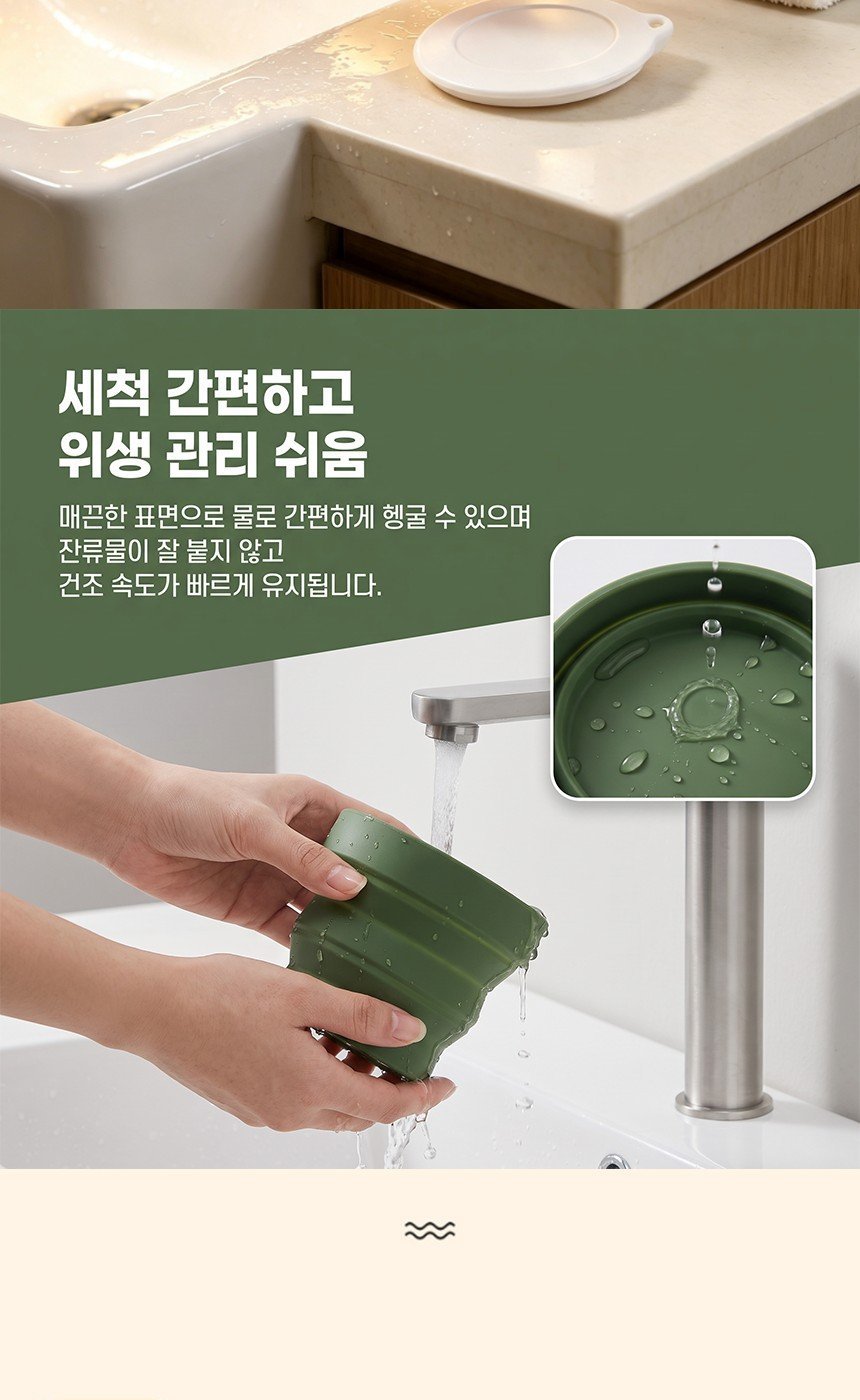 세척 간편하고
위생 관리 쉬움
매끈한 표면으로 물로 간편하게 헹굴 수 있으며
잔류물이 잘 붙지 않고
건조 속도가 빠르게 유지됩니다.